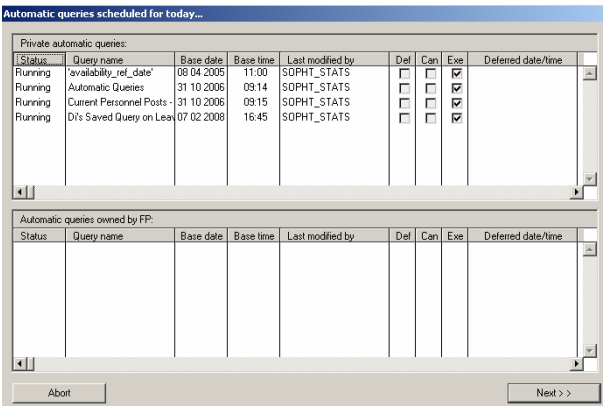 Automatic queries scheduled for today...
Private automatic queries:
Status Query name Base date Base time Last modified by Def Can Exe Deferred date/time
Running 'availability_ref_date' 08 04 2005 11:00 SOPHT_STATS
Running Automatic Queries 31 10 2006 09:14 SOPHT_STATS
Running Current Personnel Posts - 31 10 2006 09:15 SOPHT_STATS
Running Di's Saved Query on Leav 07 02 2008 16:45 SOPHT_STATS
Automatic queries owned by FP:
Status Query name Base date Base time Last modified by Def Can Exe Deferred date/time
Abort Next > >